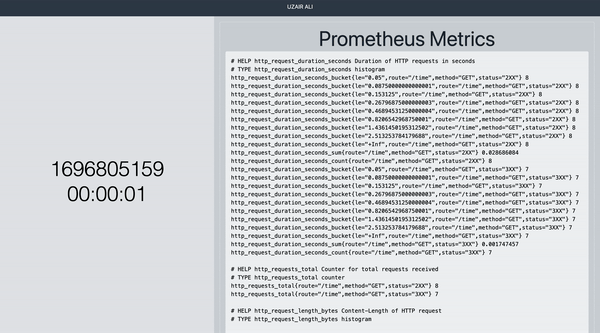 UZAIR ALI
1696805159
00:00:01
Prometheus Metrics
# HELP http_request_duration_seconds Duration of HTTP requests in seconds
# TYPE http_request_duration_seconds histogram
http_request_duration_seconds_bucket{le="0.05",route="/time",method="GET",status="2XX"} 8
http_request_duration_seconds_bucket{le="0.08750000000000001",route="/time",method="GET",status="2XX"} 8
http_request_duration_seconds_bucket{le="0.153125",route="/time",method="GET",status="2XX"} 8
http_request_duration_seconds_bucket{le="0.26796875000000003",route="/time",method="GET",status="2XX"} 8
http_request_duration_seconds_bucket{le="0.46894531250000004",route="/time",method="GET",status="2XX"} 8
http_request_duration_seconds_bucket{le="0.8206542968750001",route="/time",method="GET",status="2XX"} 8
http_request_duration_seconds_bucket{le="1.4361450195312502",route="/time",method="GET",status="2XX"} 8
http_request_duration_seconds_bucket{le="2.513253784179688",route="/time",method="GET",status="2XX"} 8
http_request_duration_seconds_bucket{le="+Inf",route="/time",method="GET",status="2XX"} 8
http_request_duration_seconds_sum{route="/time",method="GET",status="2XX"} 0.028686084
http_request_duration_seconds_count{route="/time",method="GET",status="2XX"} 8
http_request_duration_seconds_bucket{le="0.05",route="/time",method="GET",status="3XX"} 7
http_request_duration_seconds_bucket{le="0.08750000000000001",route="/time",method="GET",status="3XX"} 7
http_request_duration_seconds_bucket{le="0.153125",route="/time",method="GET",status="3XX"} 7
http_request_duration_seconds_bucket{le="0.26796875000000003",route="/time",method="GET",status="3XX"} 7
http_request_duration_seconds_bucket{le="0.46894531250000004",route="/time",method="GET",status="3XX"} 7
http_request_duration_seconds_bucket{le="0.8206542968750001",route="/time",method="GET",status="3XX"} 7
http_request_duration_seconds_bucket{le="1.4361450195312502",route="/time",method="GET",status="3XX"} 7
http_request_duration_seconds_bucket{le="2.513253784179688",route="/time",method="GET",status="3XX"} 7
http_request_duration_seconds_bucket{le="+Inf",route="/time",method="GET",status="3XX"} 7
http_request_duration_seconds_sum{route="/time",method="GET",status="3XX"} 0.001747457
http_request_duration_seconds_count{route="/time",method="GET",status="3XX"} 7
# HELP http_requests_total Counter for total requests received
# TYPE http_requests_total counter
http_requests_total{route="/time",method="GET",status="2XX"} 8
http_requests_total{route="/time",method="GET",status="3XX"} 7
# HELP http_request_length_bytes Content-Length of HTTP request
# TYPE http_request_length_bytes histogram